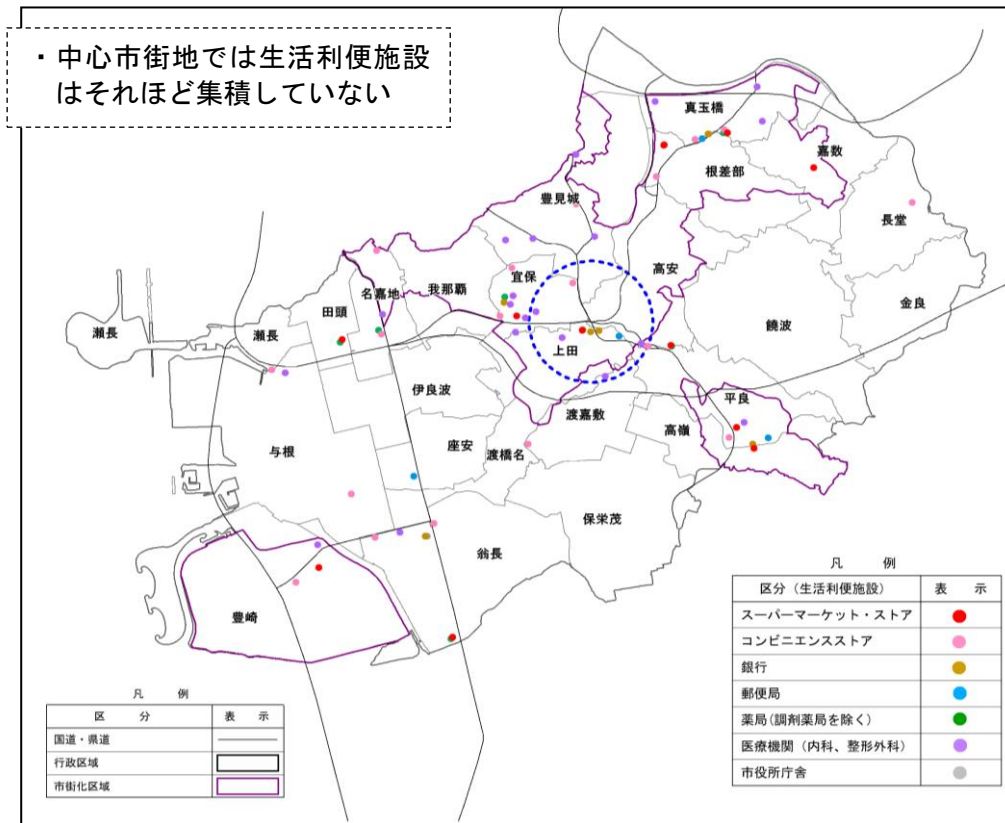 ・中心市街地では生活利便施設
はそれほど集積していない
真玉橋
嘉数
根差部
豊見城
長堂
高安
宜保
名嘉地
我那覇
田頭
金良
瀬長
瀬長
饒波
上田
伊良波
平良
渡嘉敷
高嶺
座安
渡橋名
与根
保栄茂
翁長
豊崎
凡 例
区分（生活利便施設） 表 示
スーパーマーケット・ストア
コンビニエンスストア
銀行
郵便局
薬局（調剤薬局を除く）
医療機関（内科、整形外科）
市役所庁舎
凡 例
区 分 表 示
国道・県道
行政区域
市街化区域